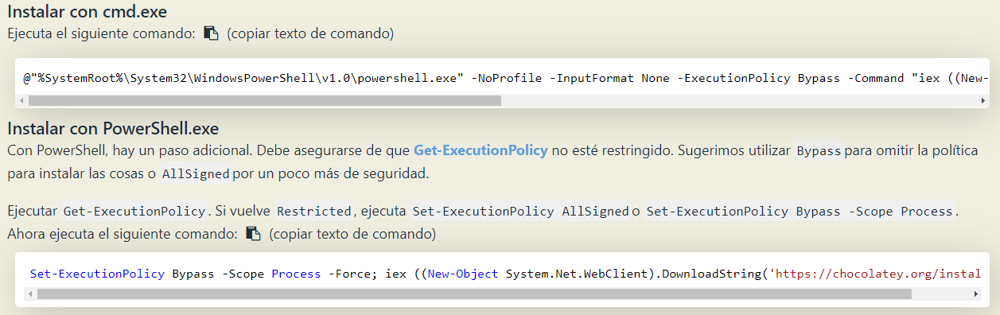 Instalar con cmd.exe
Ejecuta el siguiente comando: (copiar texto de comando)
@"%SystemRoot%\System32\WindowsPowerShell\v1.0\powershell.exe" -NoProfile -InputFormat None -ExecutionPolicy Bypass -Command "iex ((New-
Instalar con PowerShell.exe
Con PowerShell, hay un paso adicional. Debe asegurarse de que Get-ExecutionPolicy no esté restringido. Sugerimos utilizar Bypass para omitir la política
para instalar las cosas o AllSigned por un poco más de seguridad.
Ejecutar Get-ExecutionPolicy. Si vuelve Restricted, ejecuta Set-ExecutionPolicy AllSigned o Set-ExecutionPolicy Bypass -Scope Process.
Ahora ejecuta el siguiente comando: (copiar texto de comando)
Set-ExecutionPolicy Bypass -Scope Process -Force; iex ((New-Object System.Net.WebClient).DownloadString('https://chocolatey.org/instal